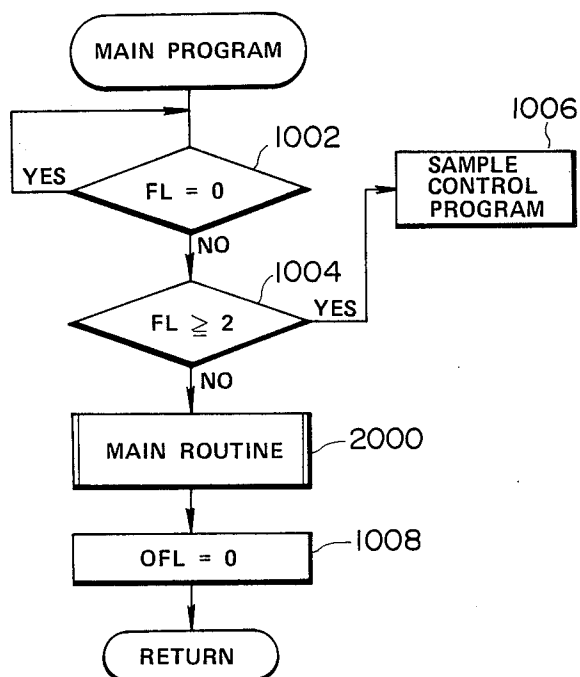 MAIN PROGRAM
1002
YES
FL = 0
NO
1006
SAMPLE
CONTROL
PROGRAM
1004
YES
FL ≧ 2
NO
MAIN ROUTINE
2000
OFL = 0
1008
RETURN